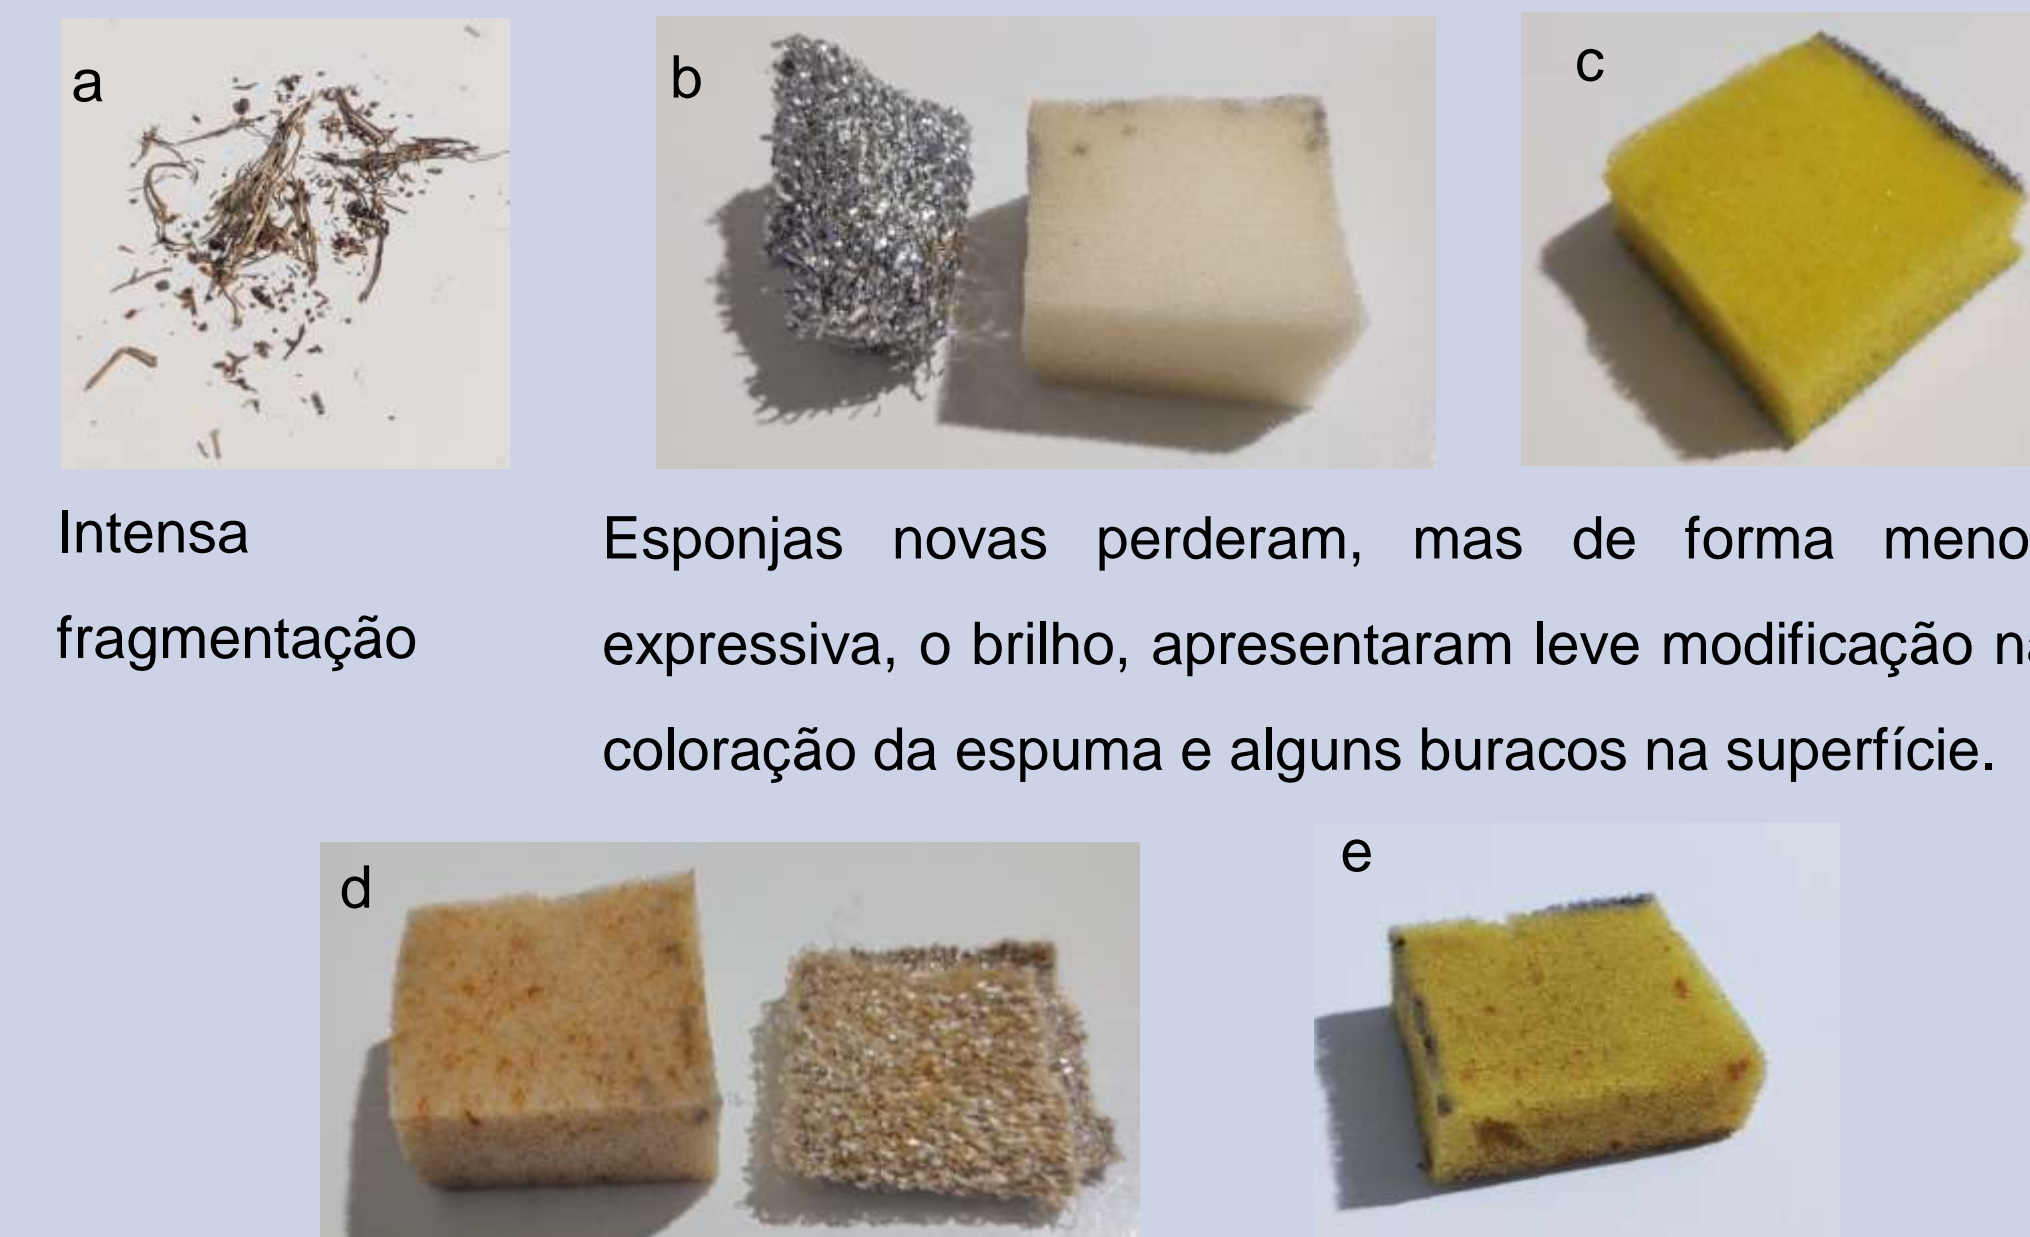 a
b
c
Intensa
fragmentação
Esponjas novas perderam, mas de forma meno
expressiva, o brilho, apresentaram leve modificação na
coloração da espuma e alguns buracos na superfície.
d
e